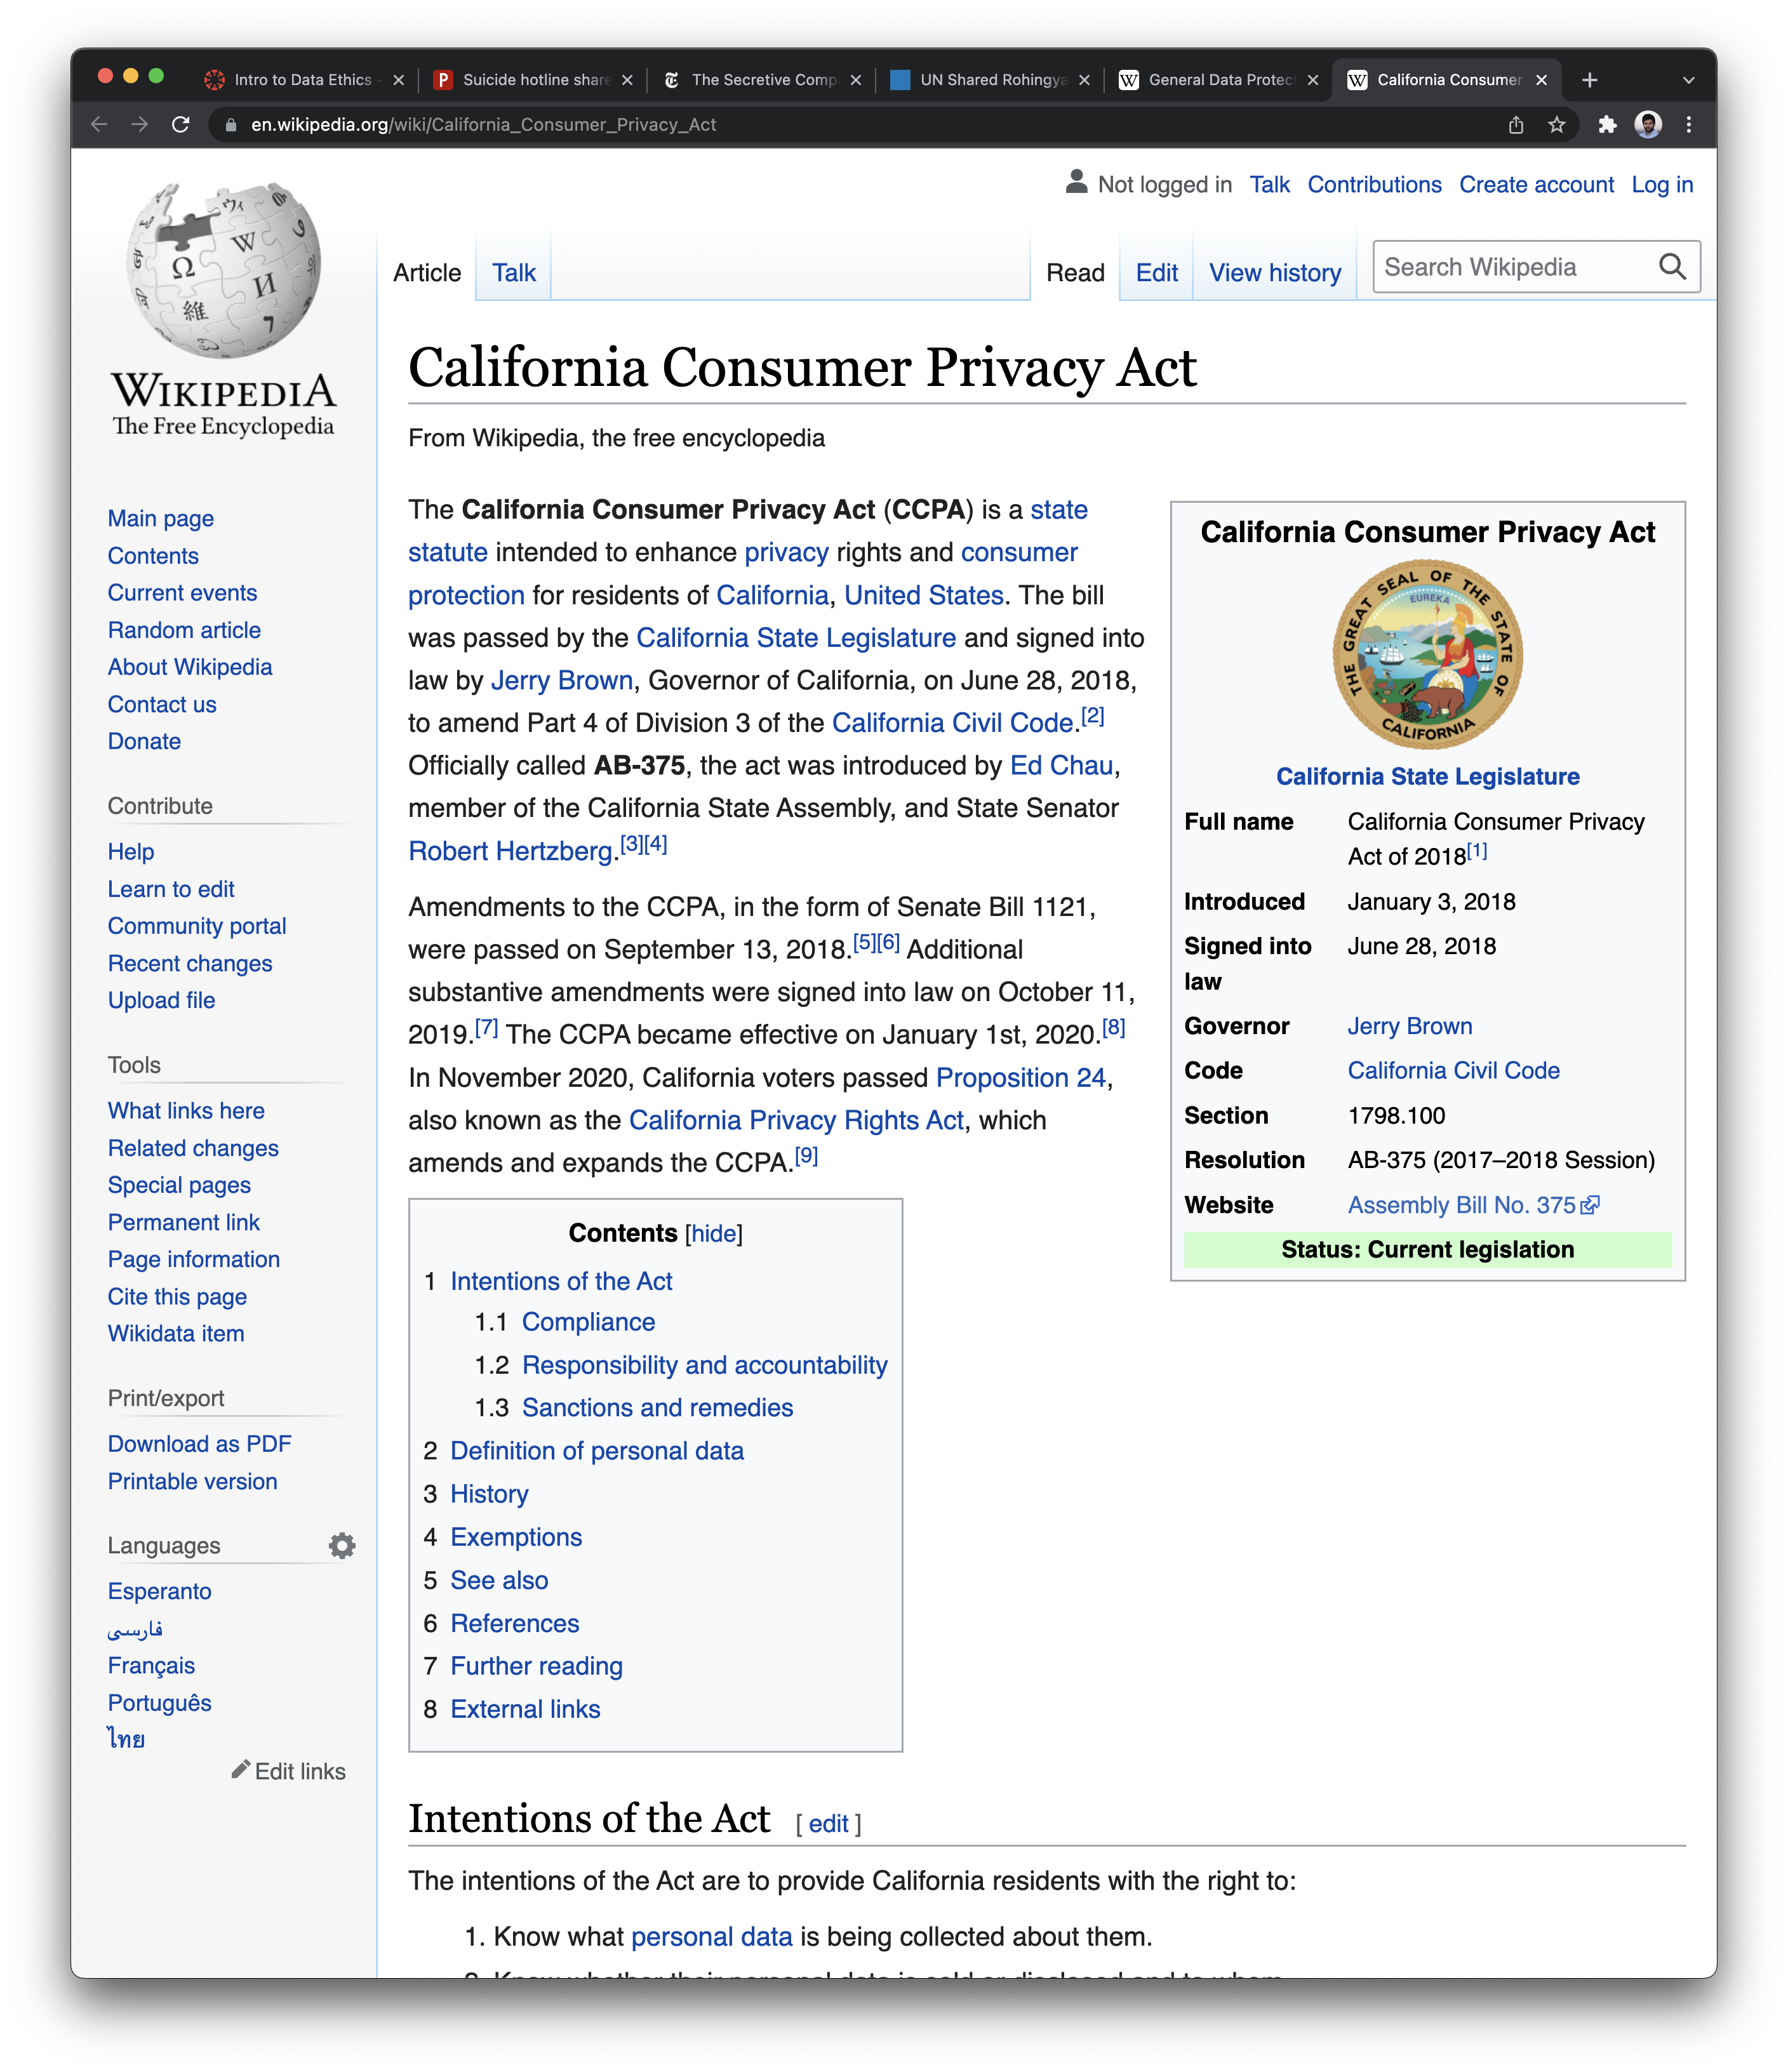 Intro to Data Ethics -
Suicide hotline share
The Secretive Comp
UN Shared Rohingya
General Data Protect
California Consumer
en.wikipedia.org/wiki/California_Consumer_Privacy_Act
Not logged in Talk Contributions Create account Log in
Article Talk Read Edit View history Search Wikipedia
WIKIPEDIA
The Free Encyclopedia
Main page
Contents
Current events
Random article
About Wikipedia
Contact us
Donate
Contribute
Help
Learn to edit
Community portal
Recent changes
Upload file
Tools
What links here
Related changes
Special pages
Permanent link
Page information
Cite this page
Wikidata item
Print/export
Download as PDF
Printable version
Languages
Esperanto
فارسی
Français
Português
ไทย
Edit links
California Consumer Privacy Act
From Wikipedia, the free encyclopedia
The California Consumer Privacy Act (CCPA) is a state
statute intended to enhance privacy rights and consumer
protection for residents of California, United States. The bill
was passed by the California State Legislature and signed into
law by Jerry Brown, Governor of California, on June 28, 2018,
to amend Part 4 of Division 3 of the California Civil Code.[2]
Officially called AB-375, the act was introduced by Ed Chau,
member of the California State Assembly, and State Senator
Robert Hertzberg.[3][4]
Amendments to the CCPA, in the form of Senate Bill 1121,
were passed on September 13, 2018.[5][6] Additional
substantive amendments were signed into law on October 11,
2019.[7] The CCPA became effective on January 1st, 2020.[8]
In November 2020, California voters passed Proposition 24,
also known as the California Privacy Rights Act, which
amends and expands the CCPA.[9]
California Consumer Privacy Act
THE GREAT SEAL OF THE STATE OF CALIFORNIA
EUREKA
California State Legislature
Full name California Consumer Privacy
Act of 2018[1]
Introduced January 3, 2018
Signed into June 28, 2018
law
Governor Jerry Brown
Code California Civil Code
Section 1798.100
Resolution AB-375 (2017–2018 Session)
Website Assembly Bill No. 375
Status: Current legislation
Contents [hide]
1 Intentions of the Act
1.1 Compliance
1.2 Responsibility and accountability
1.3 Sanctions and remedies
2 Definition of personal data
3 History
4 Exemptions
5 See also
6 References
7 Further reading
8 External links
Intentions of the Act [ edit ]
The intentions of the Act are to provide California residents with the right to:
1. Know what personal data is being collected about them.
2. Know whether their personal data is sold or disclosed and to whom